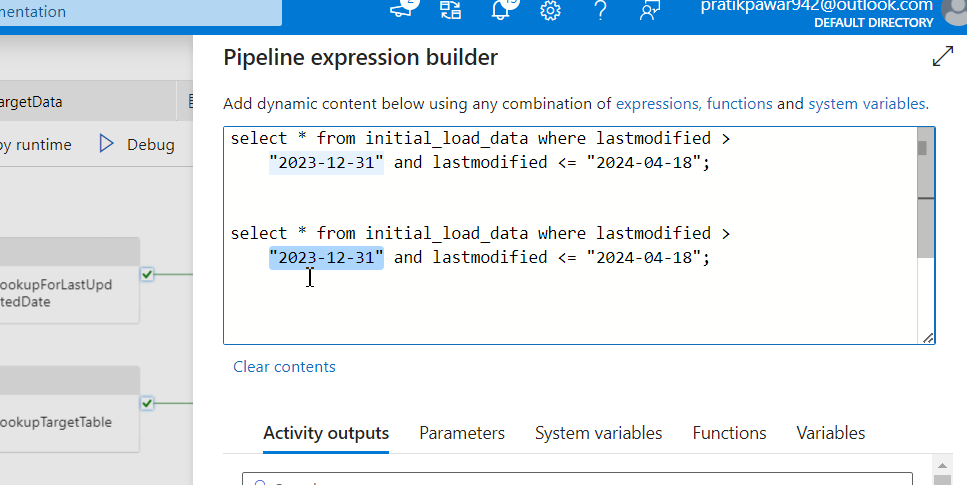 mentation
2
pratikpawar942@outlook.com
DEFAULT DIRECTORY
Pipeline expression builder
argetData
Add dynamic content below using any combination of expressions, functions and system variables.
by runtime
Debug
select * from initial_load_data where lastmodified >
"2023-12-31" and lastmodified <= "2024-04-18";
select * from initial_load_data where lastmodified >
"2023-12-31" and lastmodified <= "2024-04-18";
ookupForLastUpd
tedDate
Clear contents
ookupTargetTable
Activity outputs
Parameters
System variables
Functions
Variables